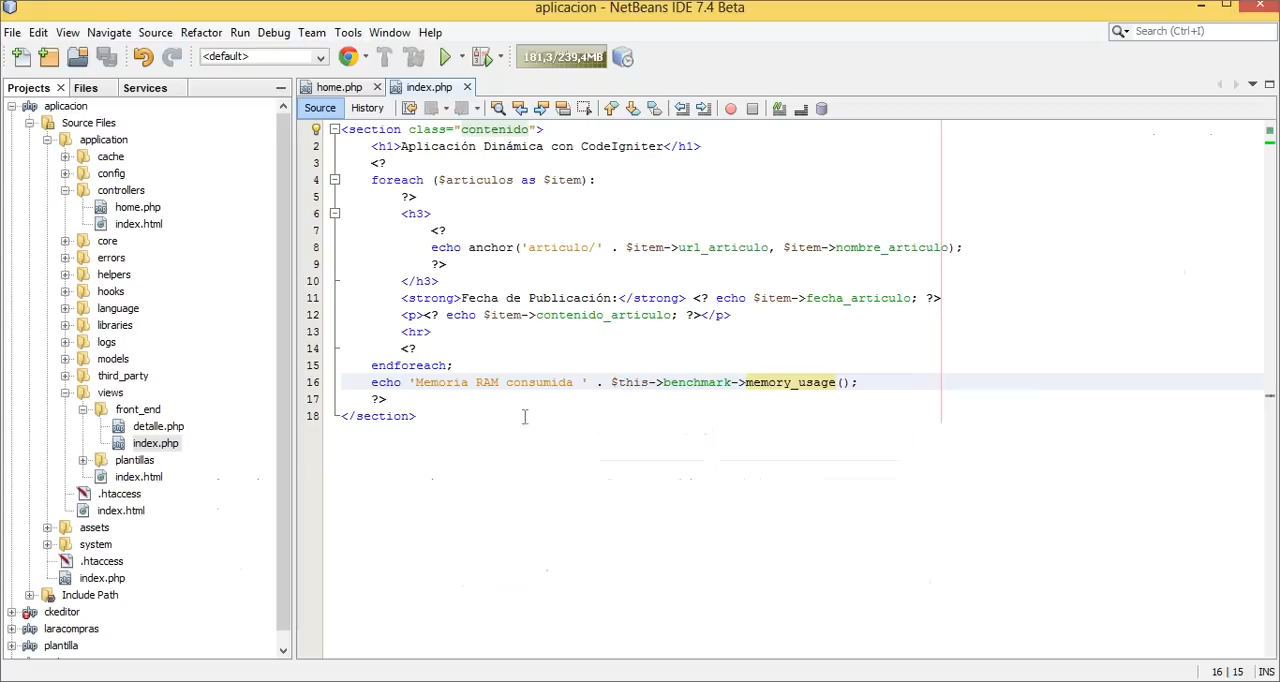 aplicacion - NetBeans IDE 7.4 Beta
File Edit View Navigate Source Refactor Run Debug Team Tools Window Help
Search (Ctrl+I)
<default>
181,3/239,4MB
Projects Files Services
home.php index.php
Source History
aplicacion
Source Files
application
cache
config
controllers
home.php
index.html
core
errors
helpers
hooks
language
libraries
logs
models
third_party
views
front_end
detalle.php
index.php
plantillas
index.html
.htaccess
index.html
assets
system
.htaccess
index.php
Include Path
ckeditor
laracompras
plantilla
<section class="contenido">
2 <h1>Aplicación Dinámica con CodeIgniter</h1>
3 <?
4 foreach ($articulos as $item):
5 ?>
6 <h3>
7 <?
8 echo anchor('articulo/' . $item->url_articulo, $item->nombre_articulo);
9 ?>
10 </h3>
11 <strong>Fecha de Publicación:</strong> <? echo $item->fecha_articulo; ?>
12 <p><? echo $item->contenido_articulo; ?></p>
13 <hr>
14 <?
15 endforeach;
16 echo 'Memoria RAM consumida ' . $this->benchmark->memory_usage();
17 ?>
18 </section>
16 | 15 INS